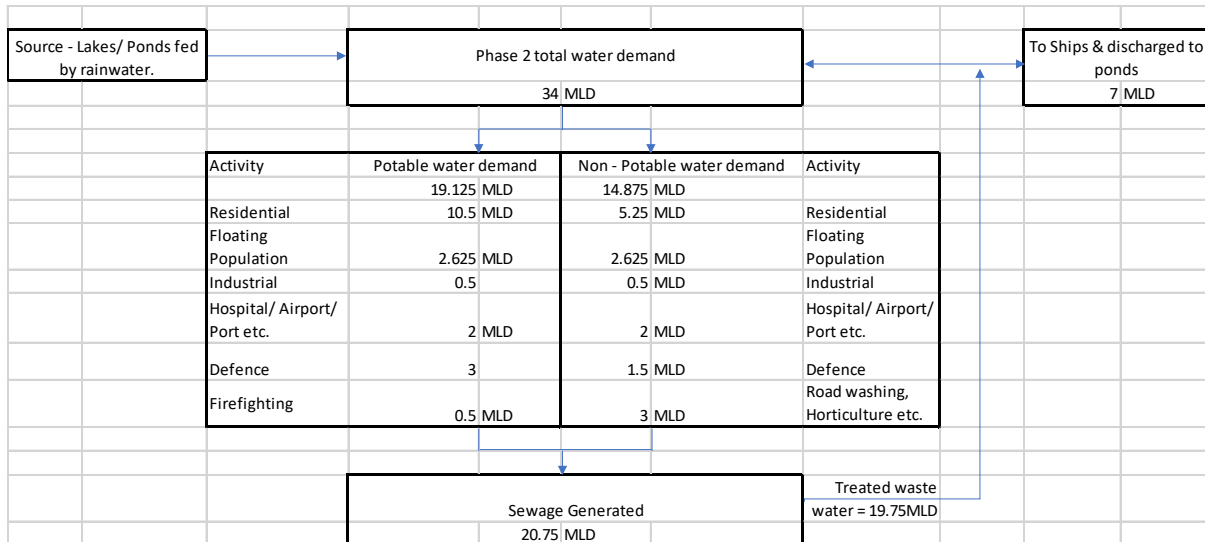 Source - Lakes/ Ponds fed
by rainwater.
Phase 2 total water demand
34 MLD
To Ships & discharged to
ponds
7 MLD
Activity Potable water demand Non - Potable water demand Activity
19.125 MLD 14.875 MLD
Residential 10.5 MLD 5.25 MLD Residential
Floating Floating
Population 2.625 MLD 2.625 MLD Population
Industrial 0.5 0.5 MLD Industrial
Hospital/ Airport/ Hospital/ Airport/
Port etc. 2 MLD 2 MLD Port etc.
Defence 3 1.5 MLD Defence
Firefighting 0.5 MLD 3 MLD Road washing,
Horticulture etc.
Sewage Generated
20.75 MLD
Treated waste
water = 19.75MLD